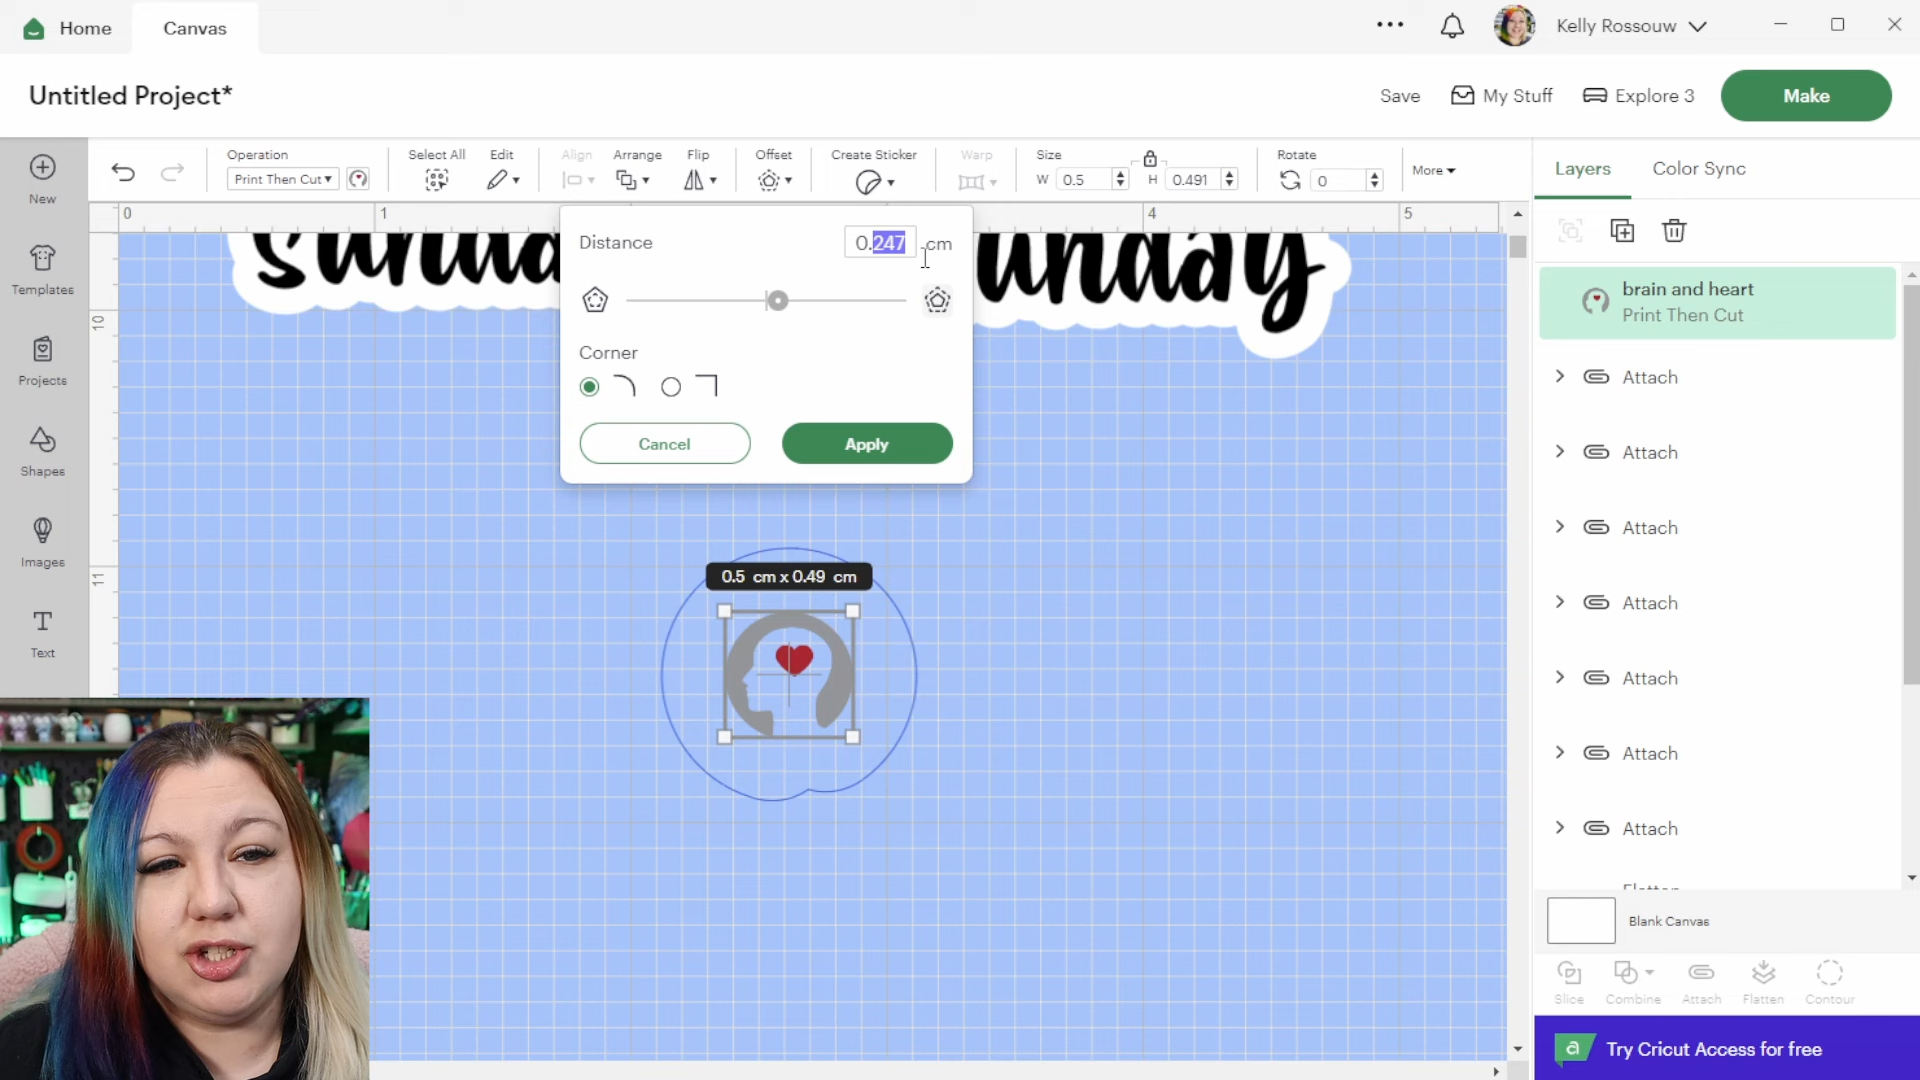 Home
Canvas
Kelly Rossouw
Untitled Project*
Save
My Stuff
Explore 3
Make
New
Templates
Projects
Shapes
Images
Text
Operation
Print Then Cut
Select All
Edit
Align
Arrange
Flip
Offset
Create Sticker
Warp
Size
W 0.5
H 0.491
Rotate
0
More
0
1
4
5
10
11
Distance
0.247 cm
Corner
Cancel
Apply
0.5 cm x 0.49 cm
Layers
Color Sync
brain and heart
Print Then Cut
Attach
Attach
Attach
Attach
Attach
Attach
Attach
Flatten
Blank Canvas
Slice
Combine
Attach
Flatten
Contour
a
Try Cricut Access for free